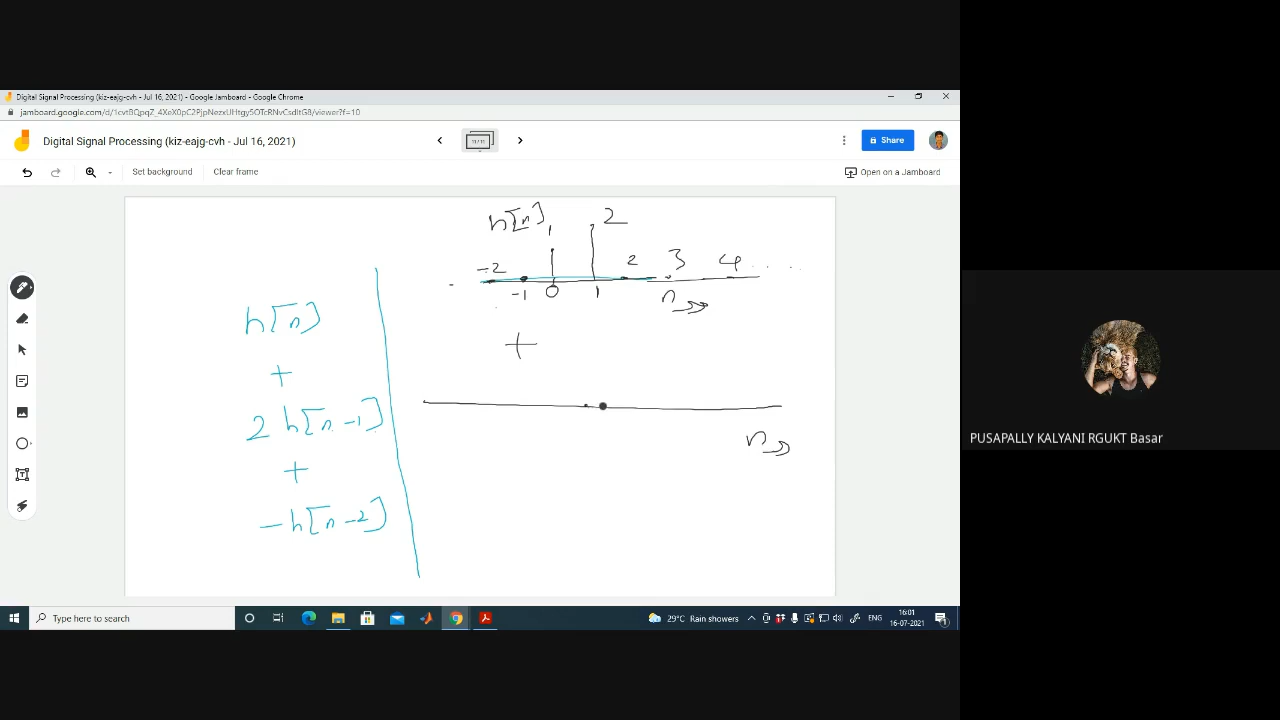 Digital Signal Processing (kiz-eajg-cvh - Jul 16, 2021) - Google Jamboard - Google Chrome
Digital Signal Processing (kiz-eajg-cvh - Jul 16, 2021)
11 / 11
Share
Set background
Clear frame
Open on a Jamboard
h[n]
1
2
-2
-1
0
1
2
3
4 .....
n
+
n
h[n]
+
2 h[n-1]
+
-h[n-2]
PUSAPALLY KALYANI RGUKT Basar
Type here to search
29°C Rain showers
ENG
16:01
16-07-2021